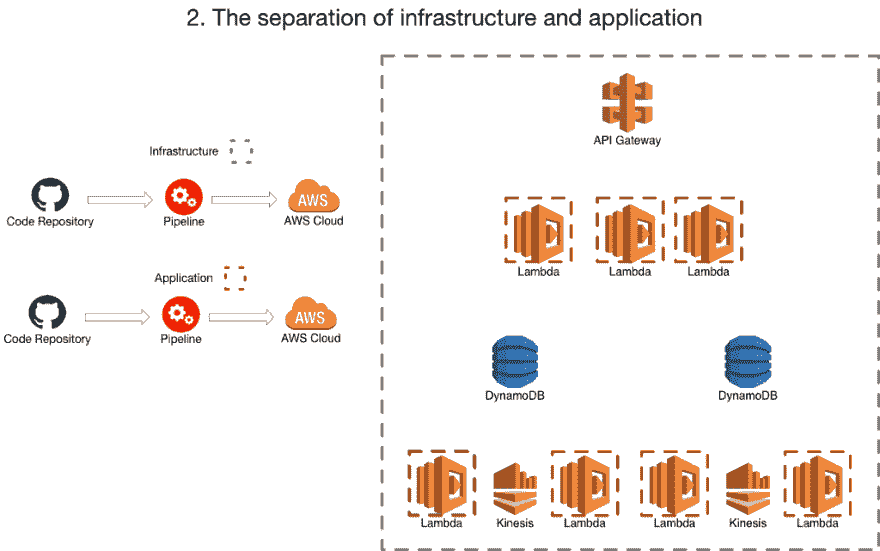 2. The separation of infrastructure and application
Infrastructure
Code Repository
Pipeline
AWS
AWS Cloud
Application
Code Repository
Pipeline
AWS
AWS Cloud
API Gateway
Lambda
Lambda
Lambda
DynamoDB
DynamoDB
Lambda
Kinesis
Lambda
Lambda
Kinesis
Lambda